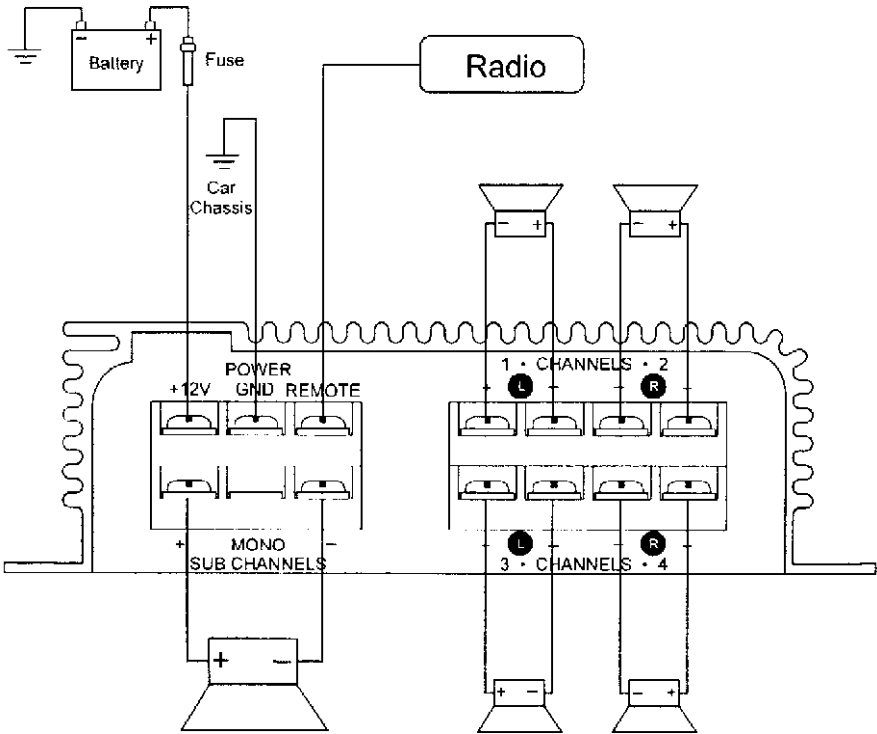 - +
Battery
Fuse
Radio
Car
Chassis
- +
- +
1 • CHANNELS • 2
L R
POWER
+12V GND REMOTE
+ MONO -
SUB CHANNELS
L R
3 • CHANNELS • 4
+ -
+ -
- +